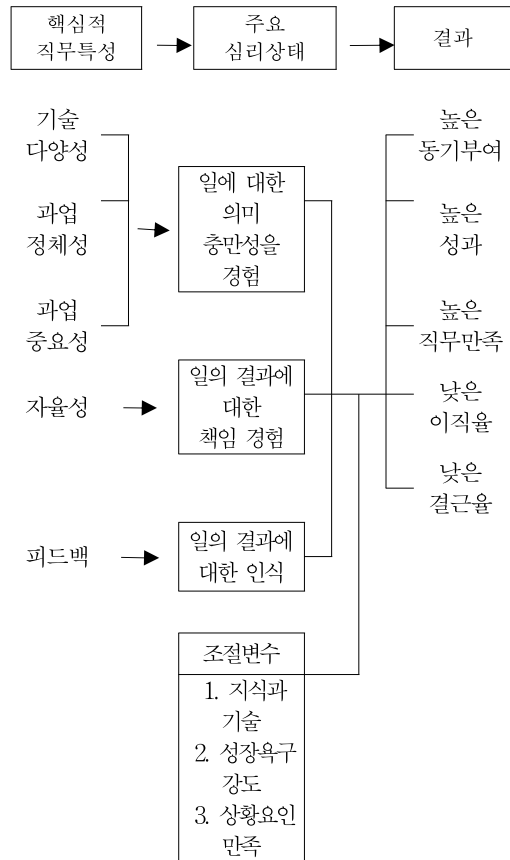 핵심적
직무특성
주요
심리상태
결과
기술
다양성
과업
정체성
과업
중요성
자율성
피드백
일에 대한
의미
충만성을
경험
일의 결과에
대한
책임 경험
일의 결과에
대한 인식
조절변수
1. 지식과
기술
2. 성장욕구
강도
3. 상황요인
만족
높은
동기부여
높은
성과
높은
직무만족
낮은
이직율
낮은
결근율